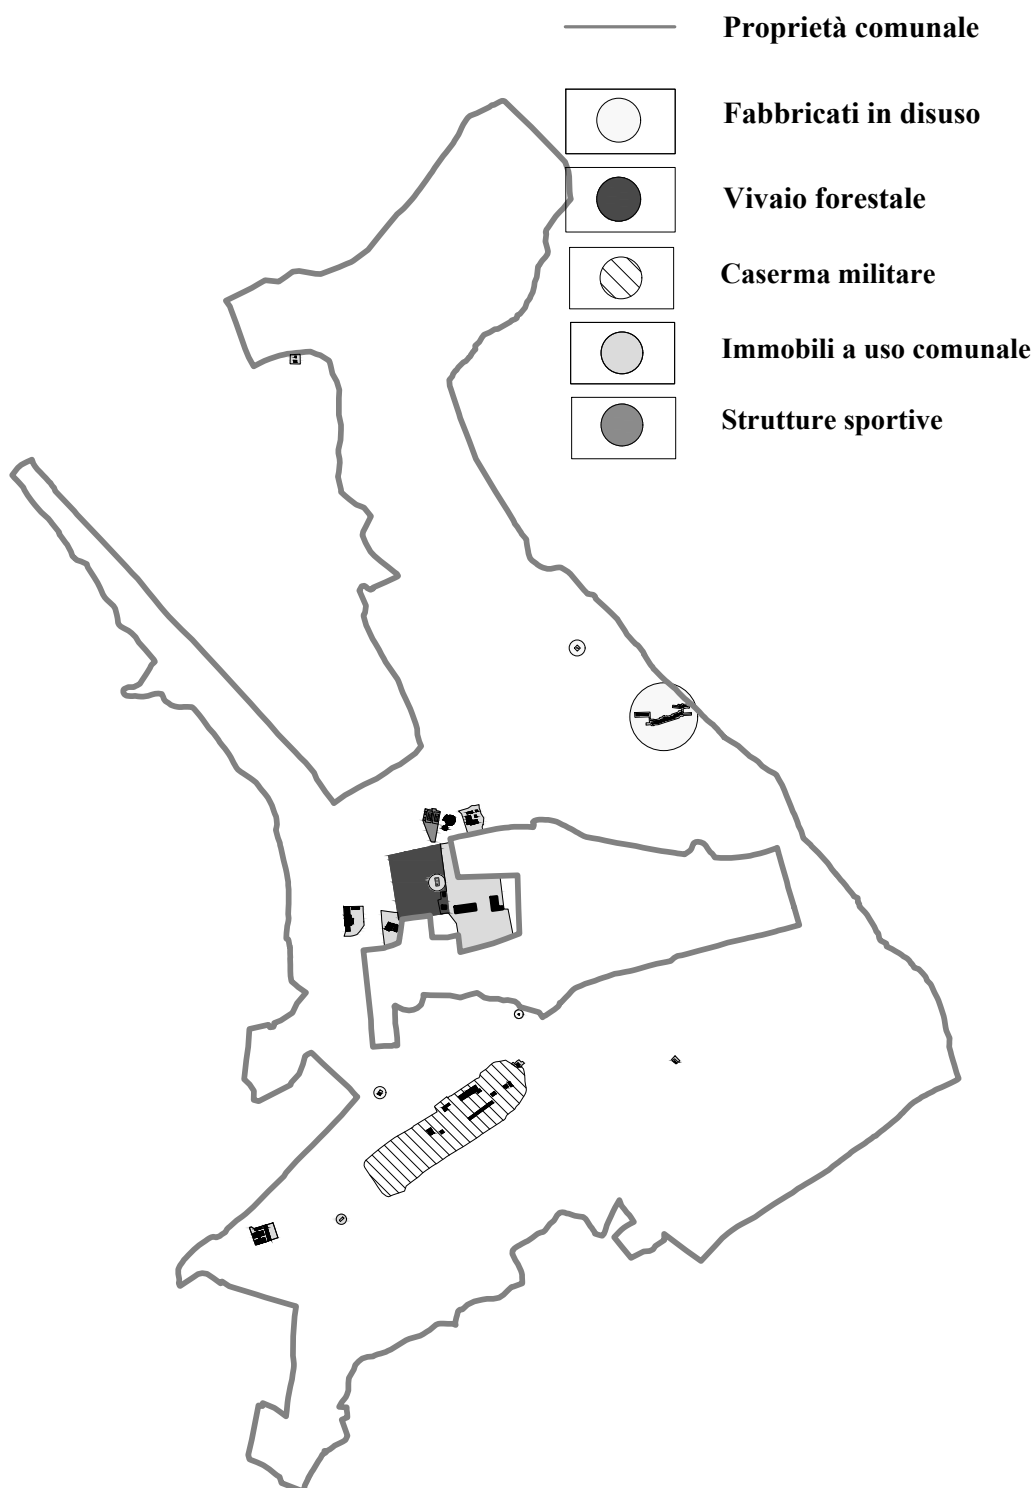 Proprietà comunale
Fabbricati in disuso
Vivaio forestale
Caserma militare
Immobili a uso comunale
Strutture sportive